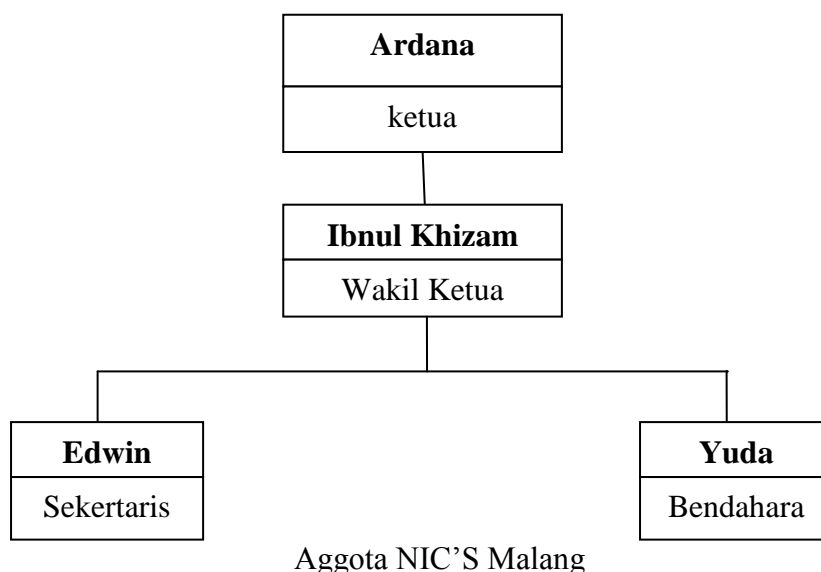 Ardana
ketua
Ibnul Khizam
Wakil Ketua
Edwin
Sekertaris
Yuda
Bendahara
Aggota NIC’S Malang